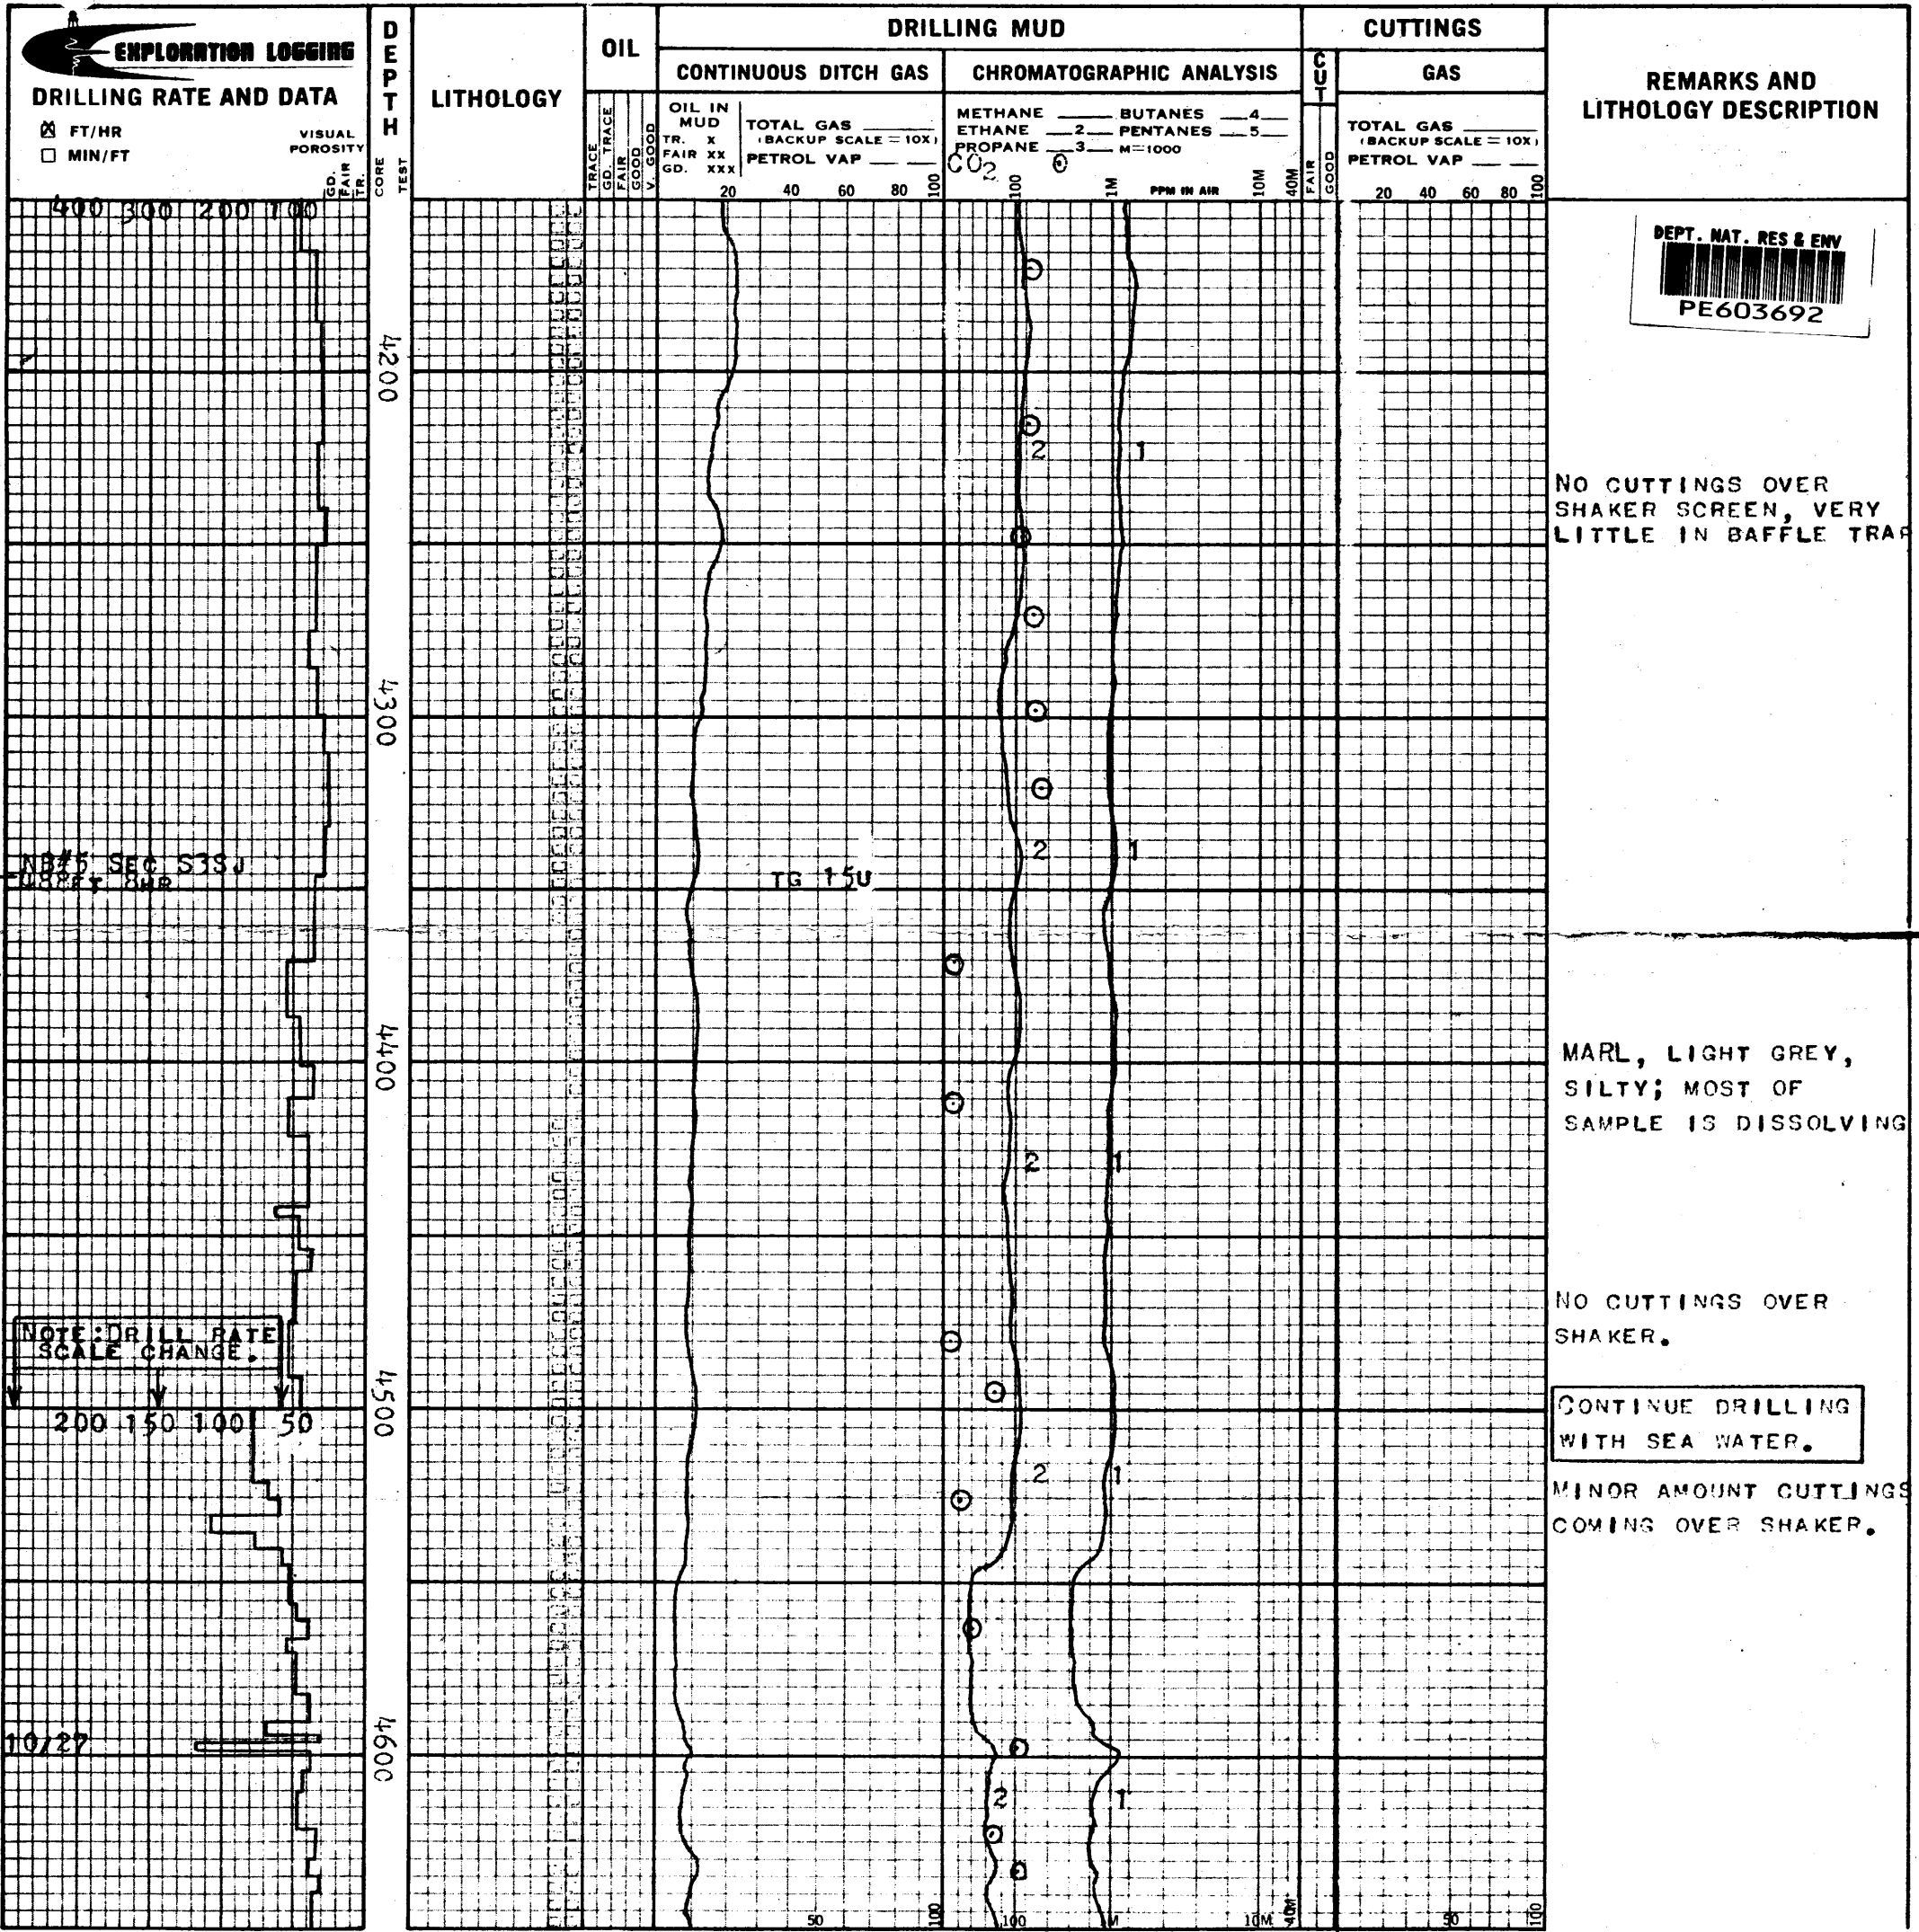 EXPLORATION LOGGING
DRILLING RATE AND DATA
FT/HR
MIN/FT
VISUAL
POROSITY
GD.
FAIR
TR.
DEPTH
CORE
TEST
LITHOLOGY
OIL
TRACE
GD. TRACE
FAIR
GOOD
V. GOOD
DRILLING MUD
CONTINUOUS DITCH GAS
OIL IN
MUD
TR. X
FAIR XX
GD. XXX
TOTAL GAS
(BACKUP SCALE = 10X)
PETROL VAP
20 40 60 80 100
CHROMATOGRAPHIC ANALYSIS
METHANE BUTANES 4
ETHANE 2 PENTANES 5
PROPANE 3 M=1000
CO2
100 1M PPM IN AIR 10M 40M
CUTTINGS
CUT
FAIR
GOOD
GAS
TOTAL GAS
(BACKUP SCALE = 10X)
PETROL VAP
20 40 60 80 100
REMARKS AND
LITHOLOGY DESCRIPTION
400 300 200 100
DEPT. NAT. RES & ENV
PE603692
4200
2 1
NO CUTTINGS OVER
SHAKER SCREEN, VERY
LITTLE IN BAFFLE TRAP
4300
2 1
NB#5 SEC S3SJ
488FT 8HR
TG 15U
4400
MARL, LIGHT GREY,
SILTY; MOST OF
SAMPLE IS DISSOLVING
2 1
NO CUTTINGS OVER
SHAKER.
NOTE: DRILL RATE
SCALE CHANGE.
200 150 100 50
4500
CONTINUE DRILLING
WITH SEA WATER.
2 1
MINOR AMOUNT CUTTINGS
COMING OVER SHAKER.
10/27
4600
2 1
50 100 100 M 10M 40M 50 100